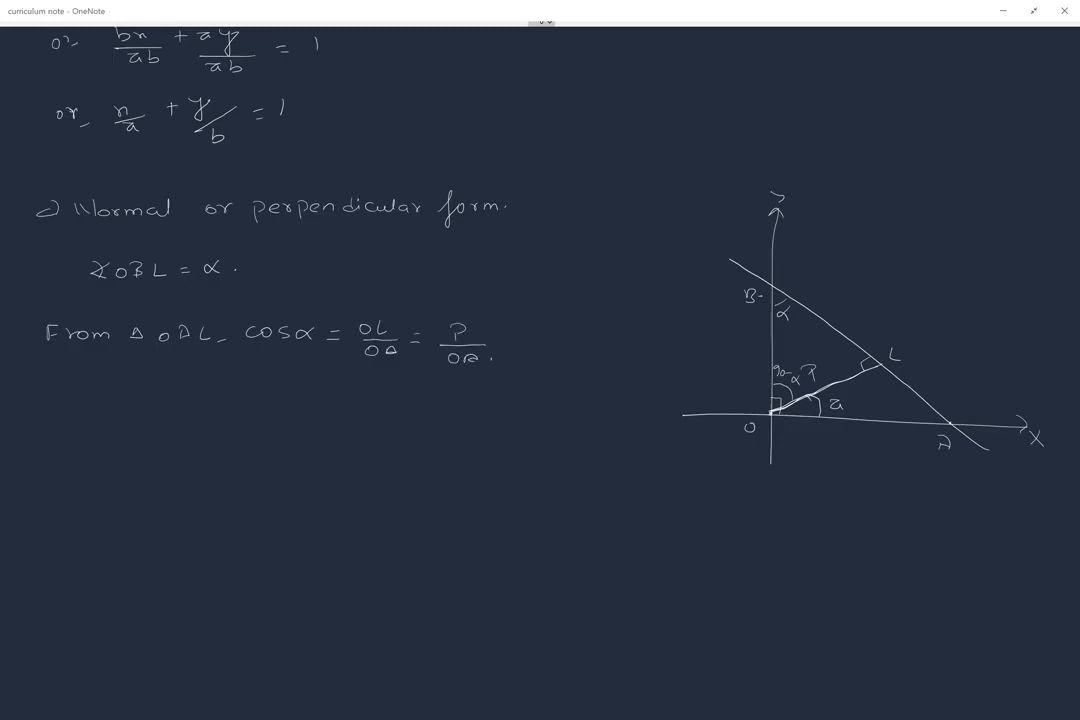 curriculum note - OneNote
or bx/ab + ay/ab = 1
or x/a + y/b = 1
c) Normal or perpendicular form.
∡OBL = α.
From Δ OAL, cosα = OL/OA = P/OA.
Y
B
α
L
90-α
P
α
O
A
X